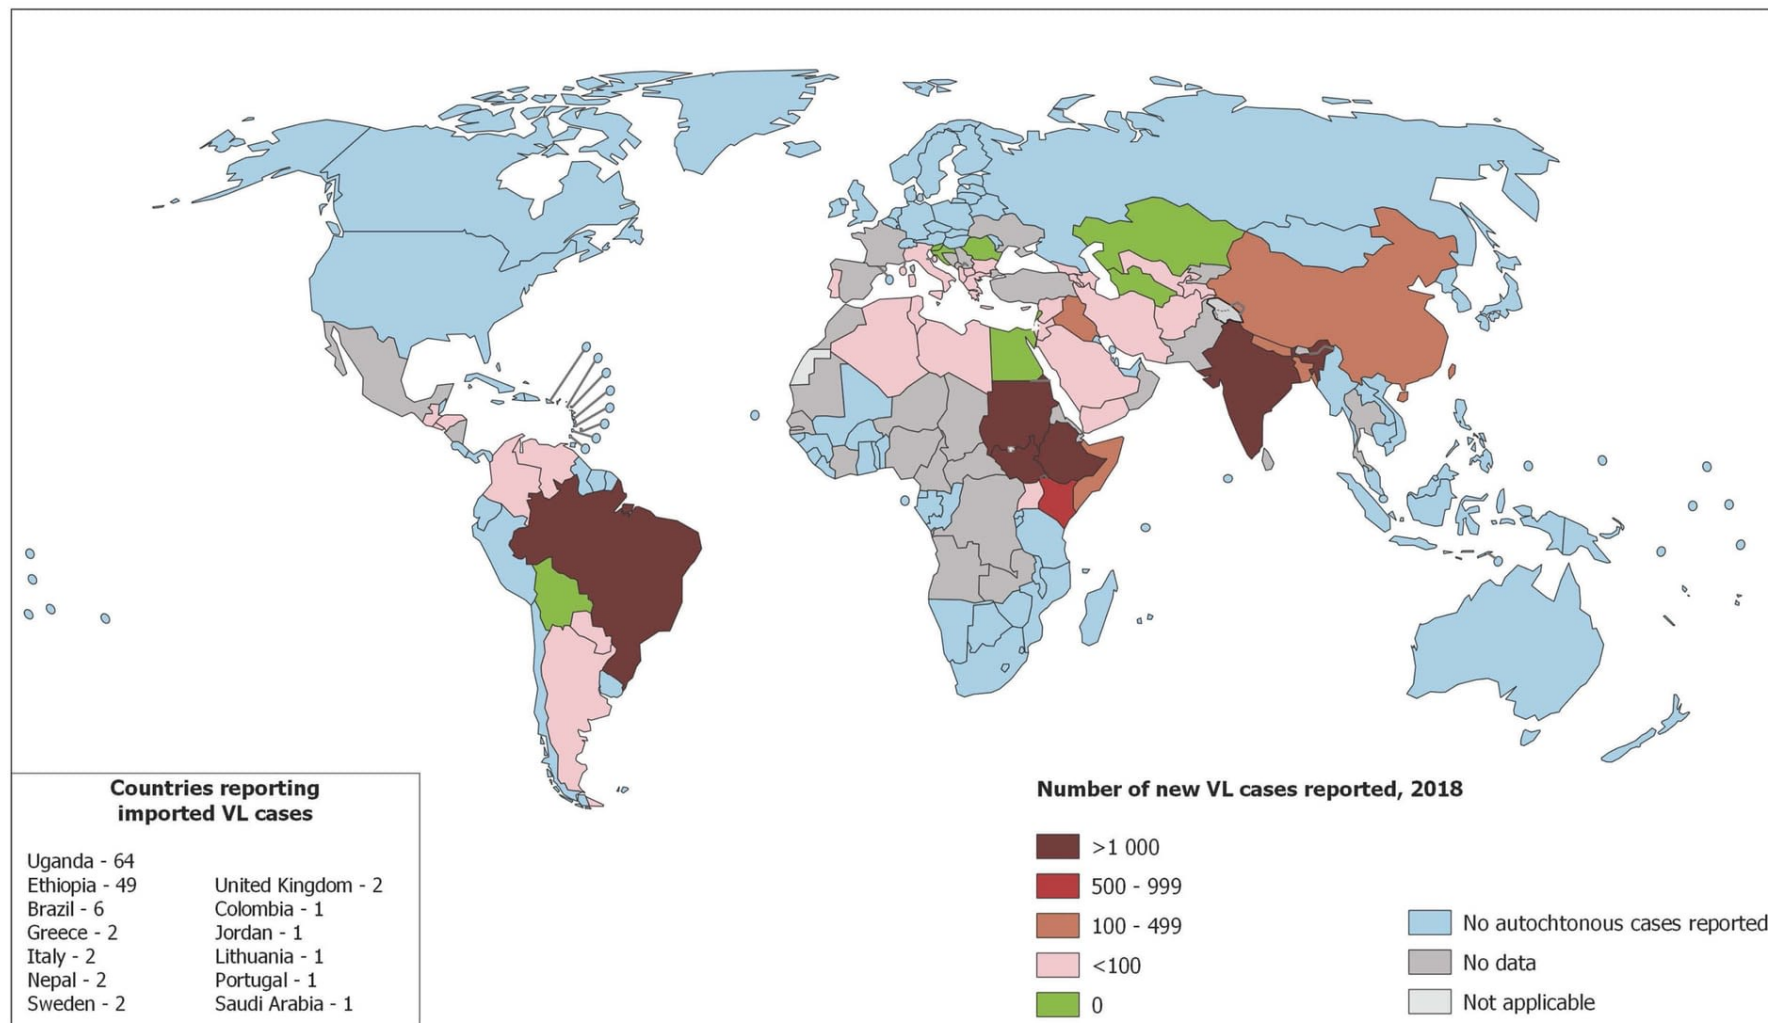 Countries reporting
imported VL cases
Uganda - 64
Ethiopia - 49
Brazil - 6
Greece - 2
Italy - 2
Nepal - 2
Sweden - 2
United Kingdom - 2
Colombia - 1
Jordan - 1
Lithuania - 1
Portugal - 1
Saudi Arabia - 1
Number of new VL cases reported, 2018
>1 000
500 - 999
100 - 499
<100
0
No autochtonous cases reported
No data
Not applicable